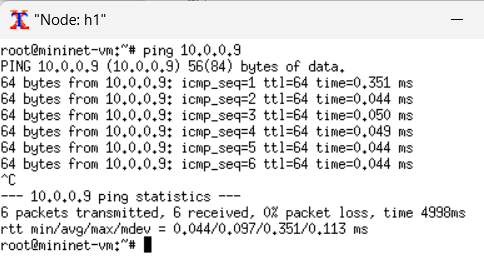 "Node: h1"
root@mininet-vm:~# ping 10.0.0.9
PING 10.0.0.9 (10.0.0.9) 56(84) bytes of data.
64 bytes from 10.0.0.9: icmp_seq=1 ttl=64 time=0.351 ms
64 bytes from 10.0.0.9: icmp_seq=2 ttl=64 time=0.044 ms
64 bytes from 10.0.0.9: icmp_seq=3 ttl=64 time=0.050 ms
64 bytes from 10.0.0.9: icmp_seq=4 ttl=64 time=0.049 ms
64 bytes from 10.0.0.9: icmp_seq=5 ttl=64 time=0.044 ms
64 bytes from 10.0.0.9: icmp_seq=6 ttl=64 time=0.044 ms
^C
--- 10.0.0.9 ping statistics ---
6 packets transmitted, 6 received, 0% packet loss, time 4998ms
rtt min/avg/max/mdev = 0.044/0.097/0.351/0.113 ms
root@mininet-vm:~#